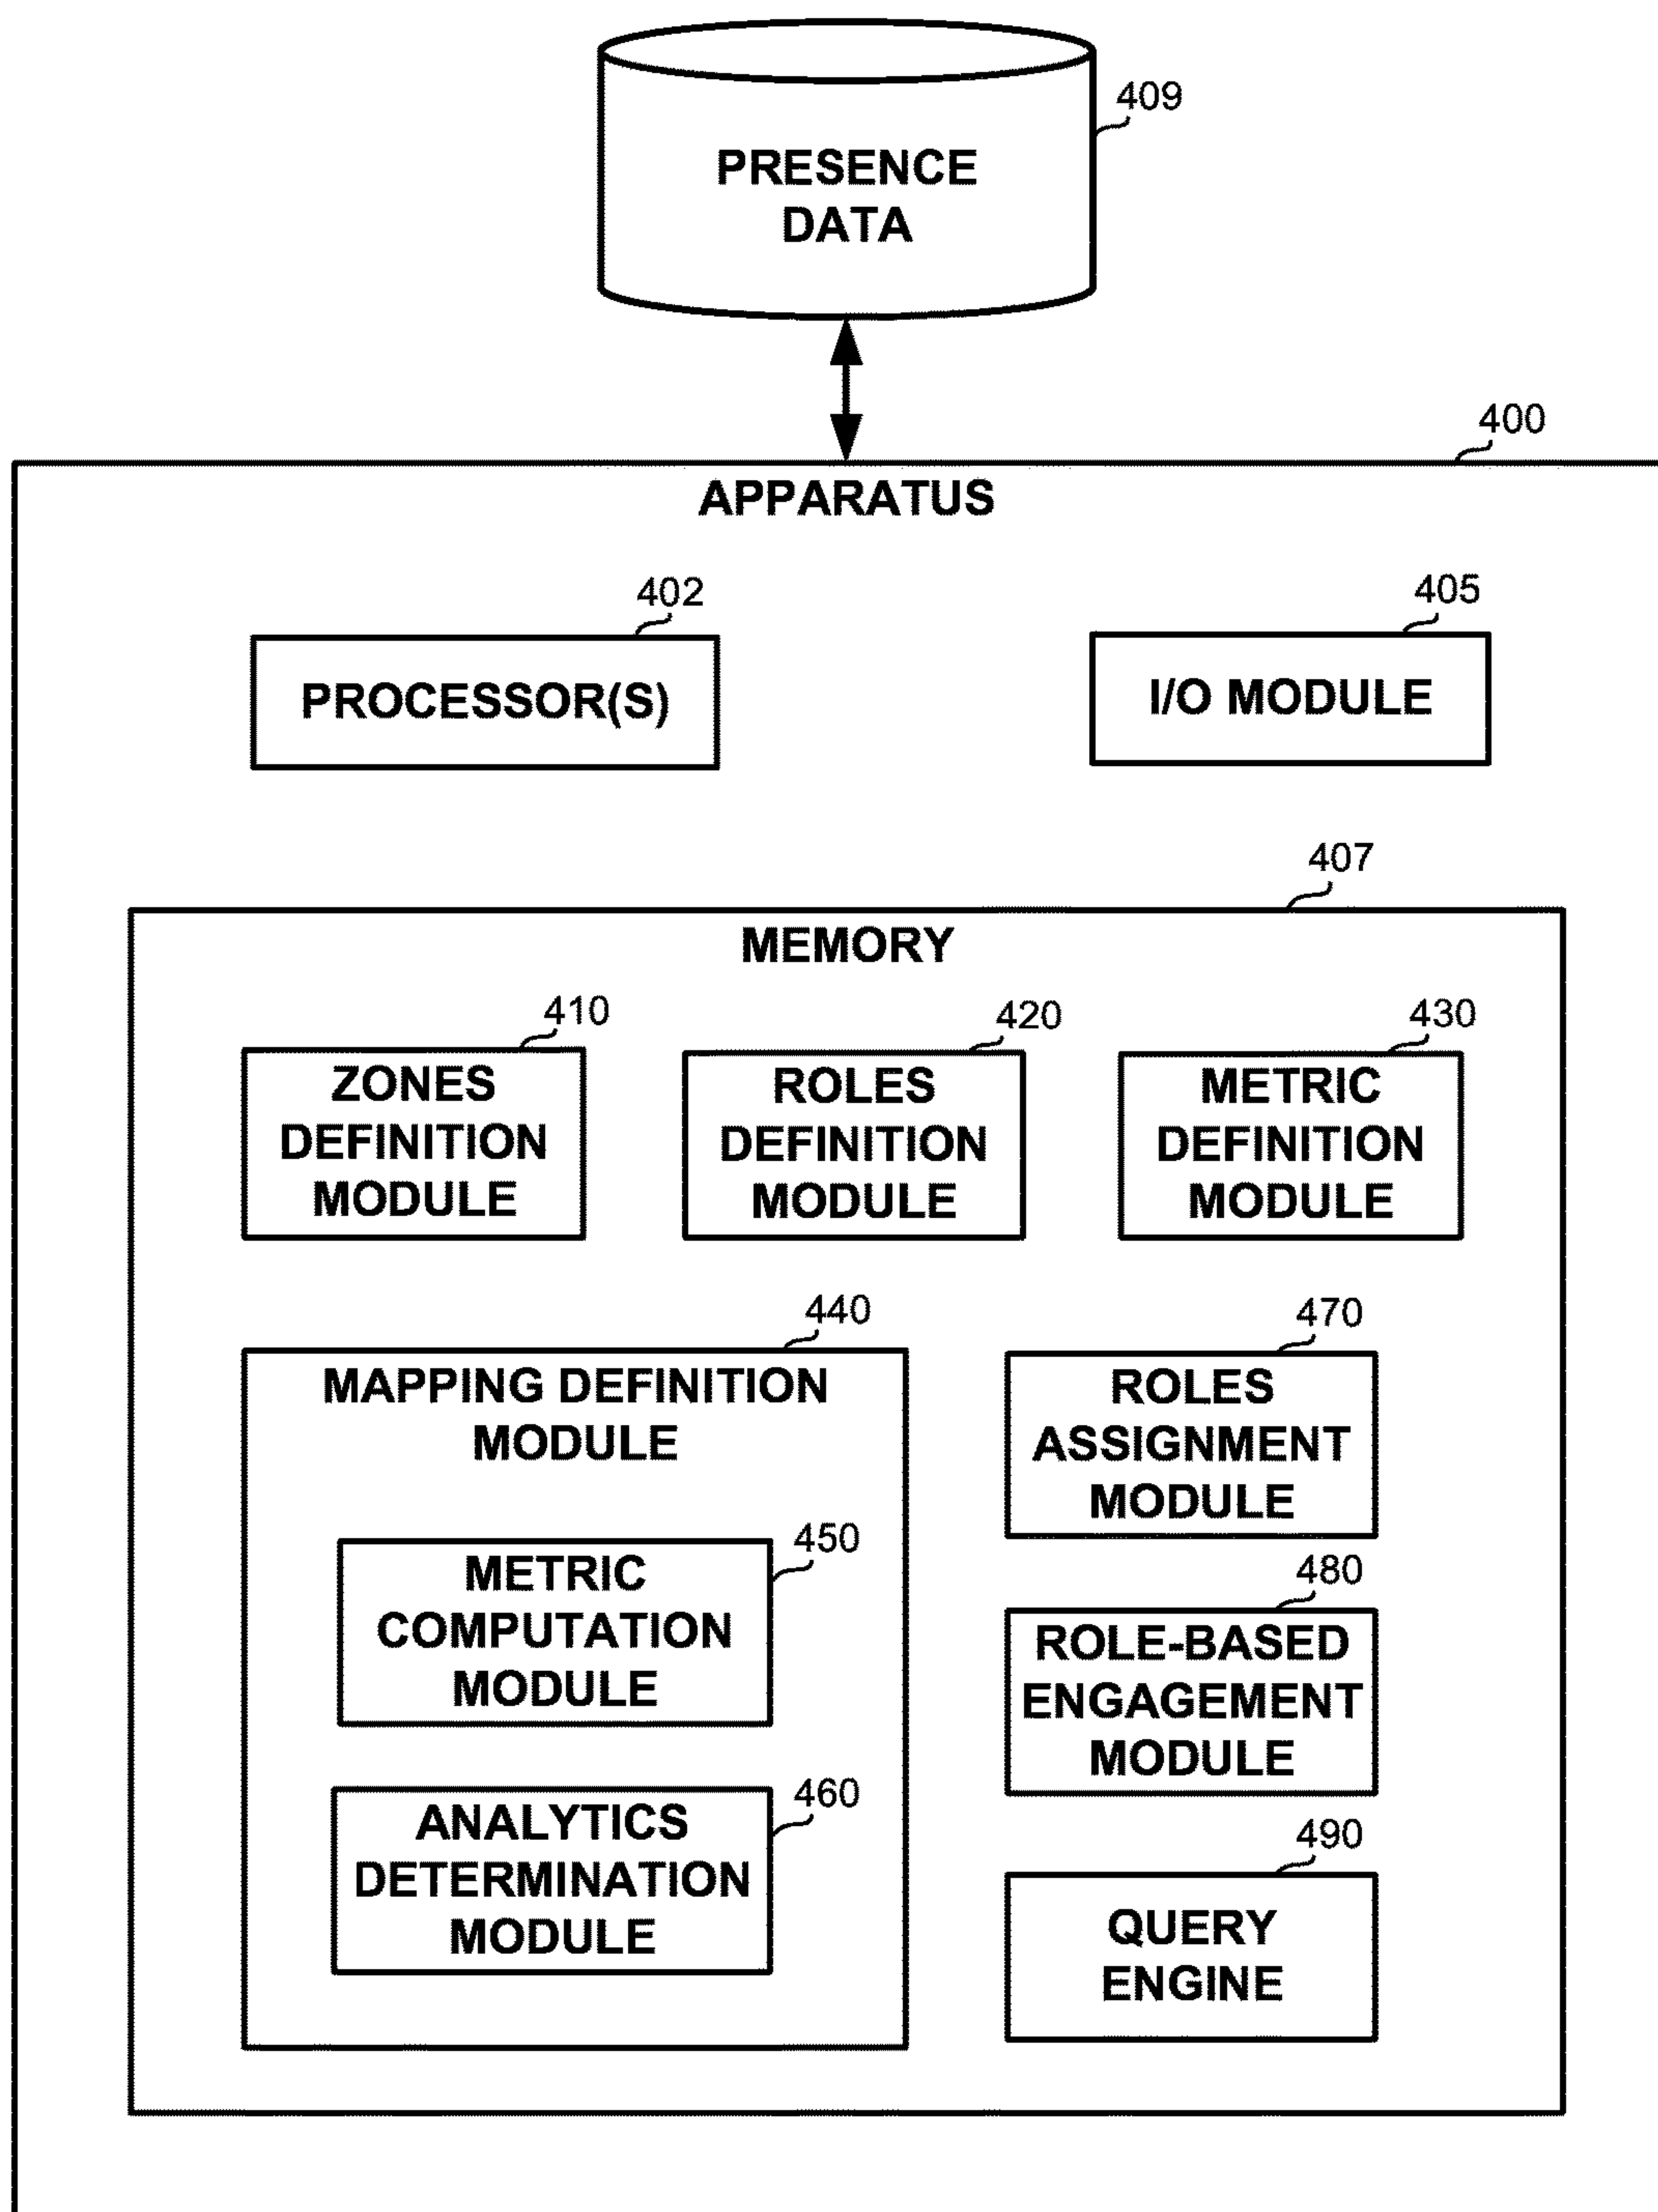 409
PRESENCE
DATA
400
APPARATUS
402
405
PROCESSOR(S)
I/O MODULE
407
MEMORY
410
420
430
ZONES
DEFINITION
MODULE
ROLES
DEFINITION
MODULE
METRIC
DEFINITION
MODULE
440
MAPPING DEFINITION
MODULE
450
METRIC
COMPUTATION
MODULE
460
ANALYTICS
DETERMINATION
MODULE
470
ROLES
ASSIGNMENT
MODULE
480
ROLE-BASED
ENGAGEMENT
MODULE
490
QUERY
ENGINE